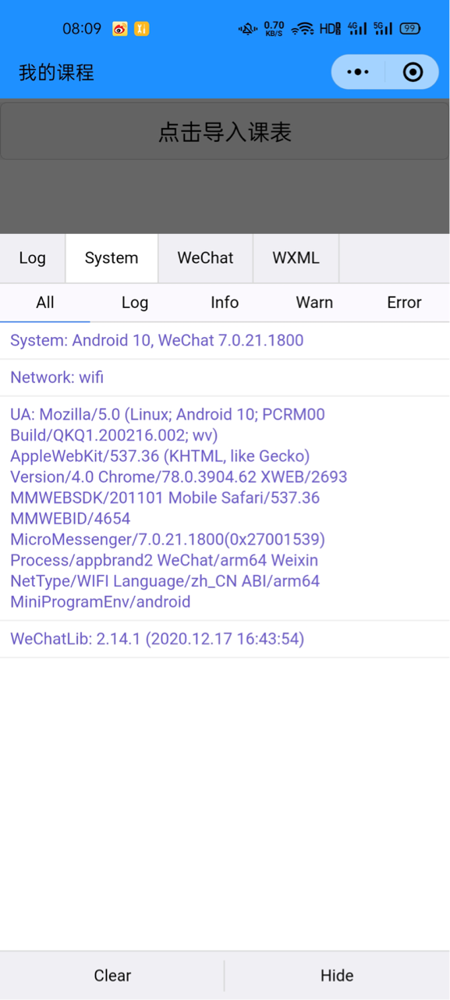 08:09
0.70
KB/S
HD
4G
5G
99
我的课程
点击导入课表
Log System WeChat WXML
All Log Info Warn Error
System: Android 10, WeChat 7.0.21.1800
Network: wifi
UA: Mozilla/5.0 (Linux; Android 10; PCRM00
Build/QKQ1.200216.002; wv)
AppleWebKit/537.36 (KHTML, like Gecko)
Version/4.0 Chrome/78.0.3904.62 XWEB/2693
MMWEBSDK/201101 Mobile Safari/537.36
MMWEBID/4654
MicroMessenger/7.0.21.1800(0x27001539)
Process/appbrand2 WeChat/arm64 Weixin
NetType/WIFI Language/zh_CN ABI/arm64
MiniProgramEnv/android
WeChatLib: 2.14.1 (2020.12.17 16:43:54)
Clear Hide